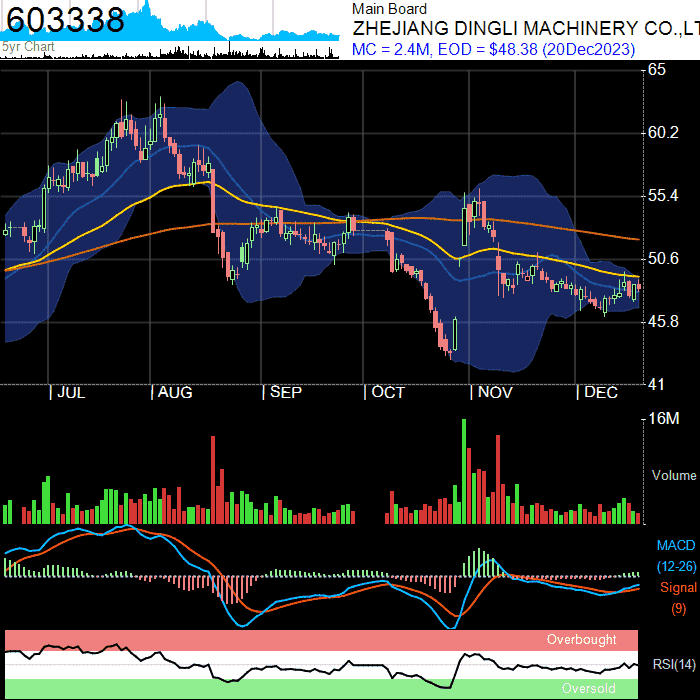 603338
5yr Chart
Main Board
ZHEJIANG DINGLI MACHINERY CO.,LT
MC = 2.4M, EOD = $48.38 (20Dec2023)
65
60.2
55.4
50.6
45.8
41
JUL AUG SEP OCT NOV DEC
16M
Volume
MACD
(12-26)
Signal
(9)
Overbought
RSI(14)
Oversold